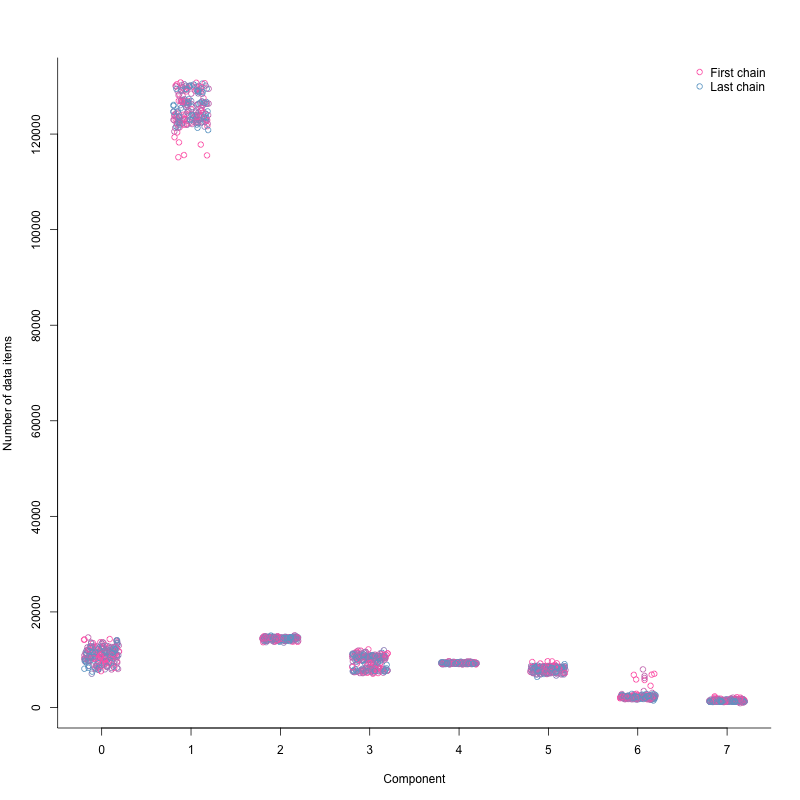 First chain
Last chain
Number of data items
120000
100000
80000
60000
40000
20000
0
0 1 2 3 4 5 6 7
Component